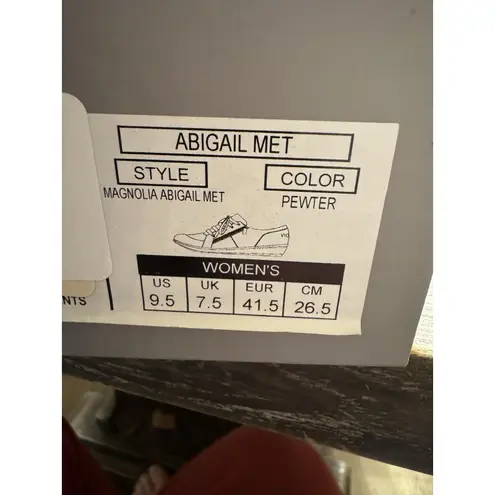 ABIGAIL MET
STYLE COLOR
MAGNOLIA ABIGAIL MET PEWTER
WOMEN'S
US UK EUR CM
9.5 7.5 41.5 26.5
NTS